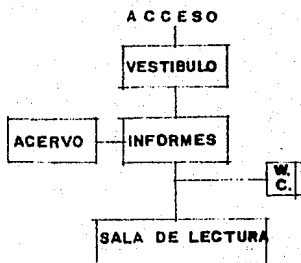 ACCESO
VESTIBULO
ACERVO
INFORMES
W.
C.
SALA DE LECTURA